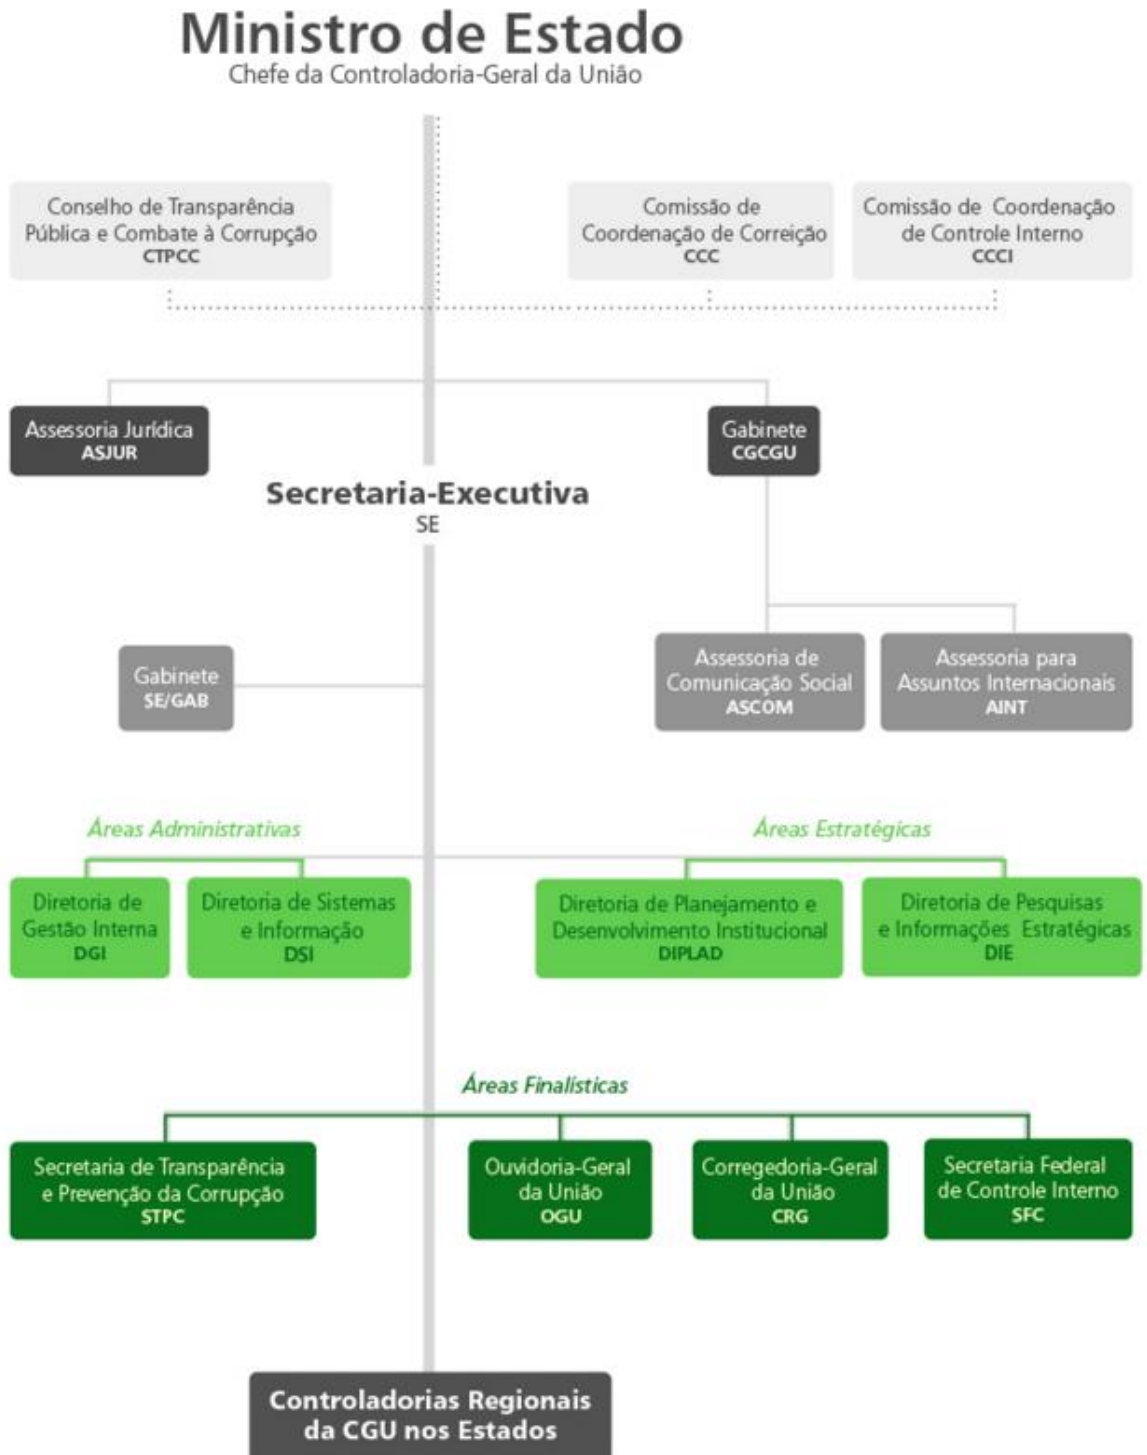 Ministro de Estado
Chefe da Controladoria-Geral da União
Conselho de Transparência
Pública e Combate à Corrupção
CTPCC
Comissão de
Coordenação de Correição
CCC
Comissão de Coordenação
de Controle Interno
CCCI
Assessoria Jurídica
ASJUR
Gabinete
CGCGU
Secretaria-Executiva
SE
Gabinete
SE/GAB
Assessoria de
Comunicação Social
ASCOM
Assessoria para
Assuntos Internacionais
AINT
Áreas Administrativas
Áreas Estratégicas
Diretoria de
Gestão Interna
DGI
Diretoria de Sistemas
e Informação
DSI
Diretoria de Planejamento e
Desenvolvimento Institucional
DIPLAD
Diretoria de Pesquisas
e Informações Estratégicas
DIE
Áreas Finalísticas
Secretaria de Transparência
e Prevenção da Corrupção
STPC
Ouvidoria-Geral
da União
OGU
Corregedoria-Geral
da União
CRG
Secretaria Federal
de Controle Interno
SFC
Controladorias Regionais
da CGU nos Estados